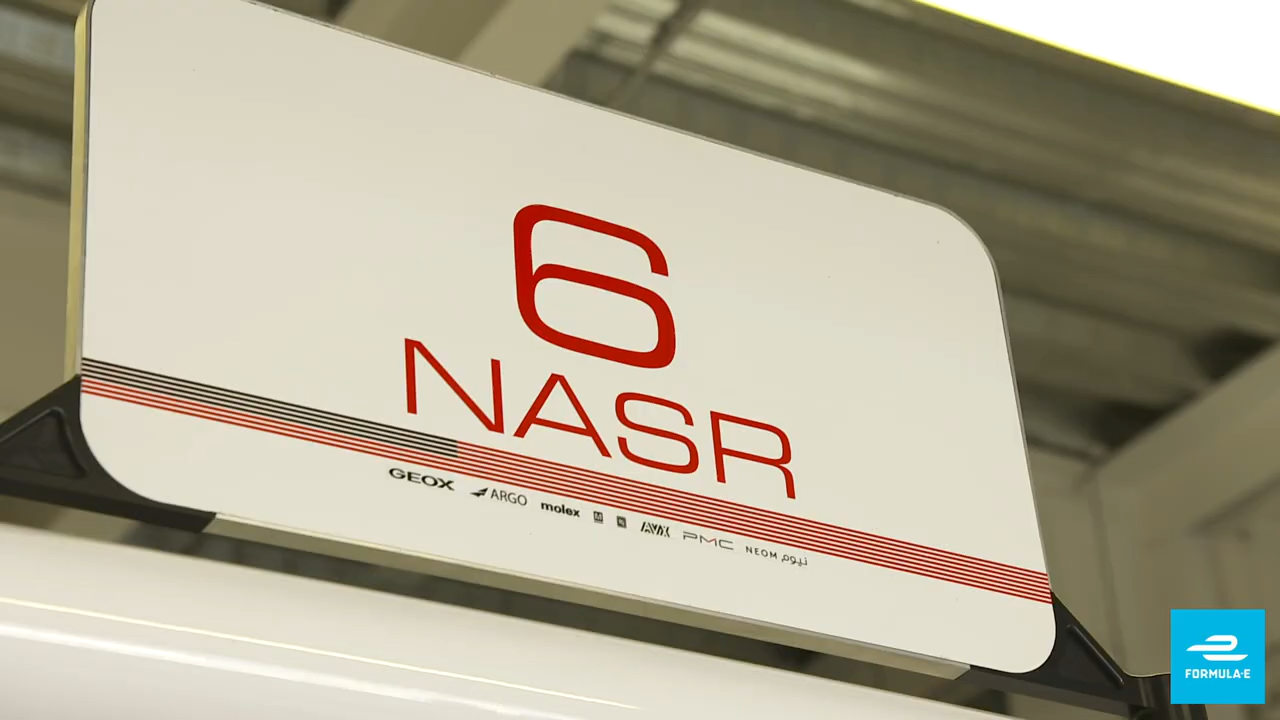 6
NASR
GEOX ARGO molex AVX PMC NEOM نيوم
FORMULA-E